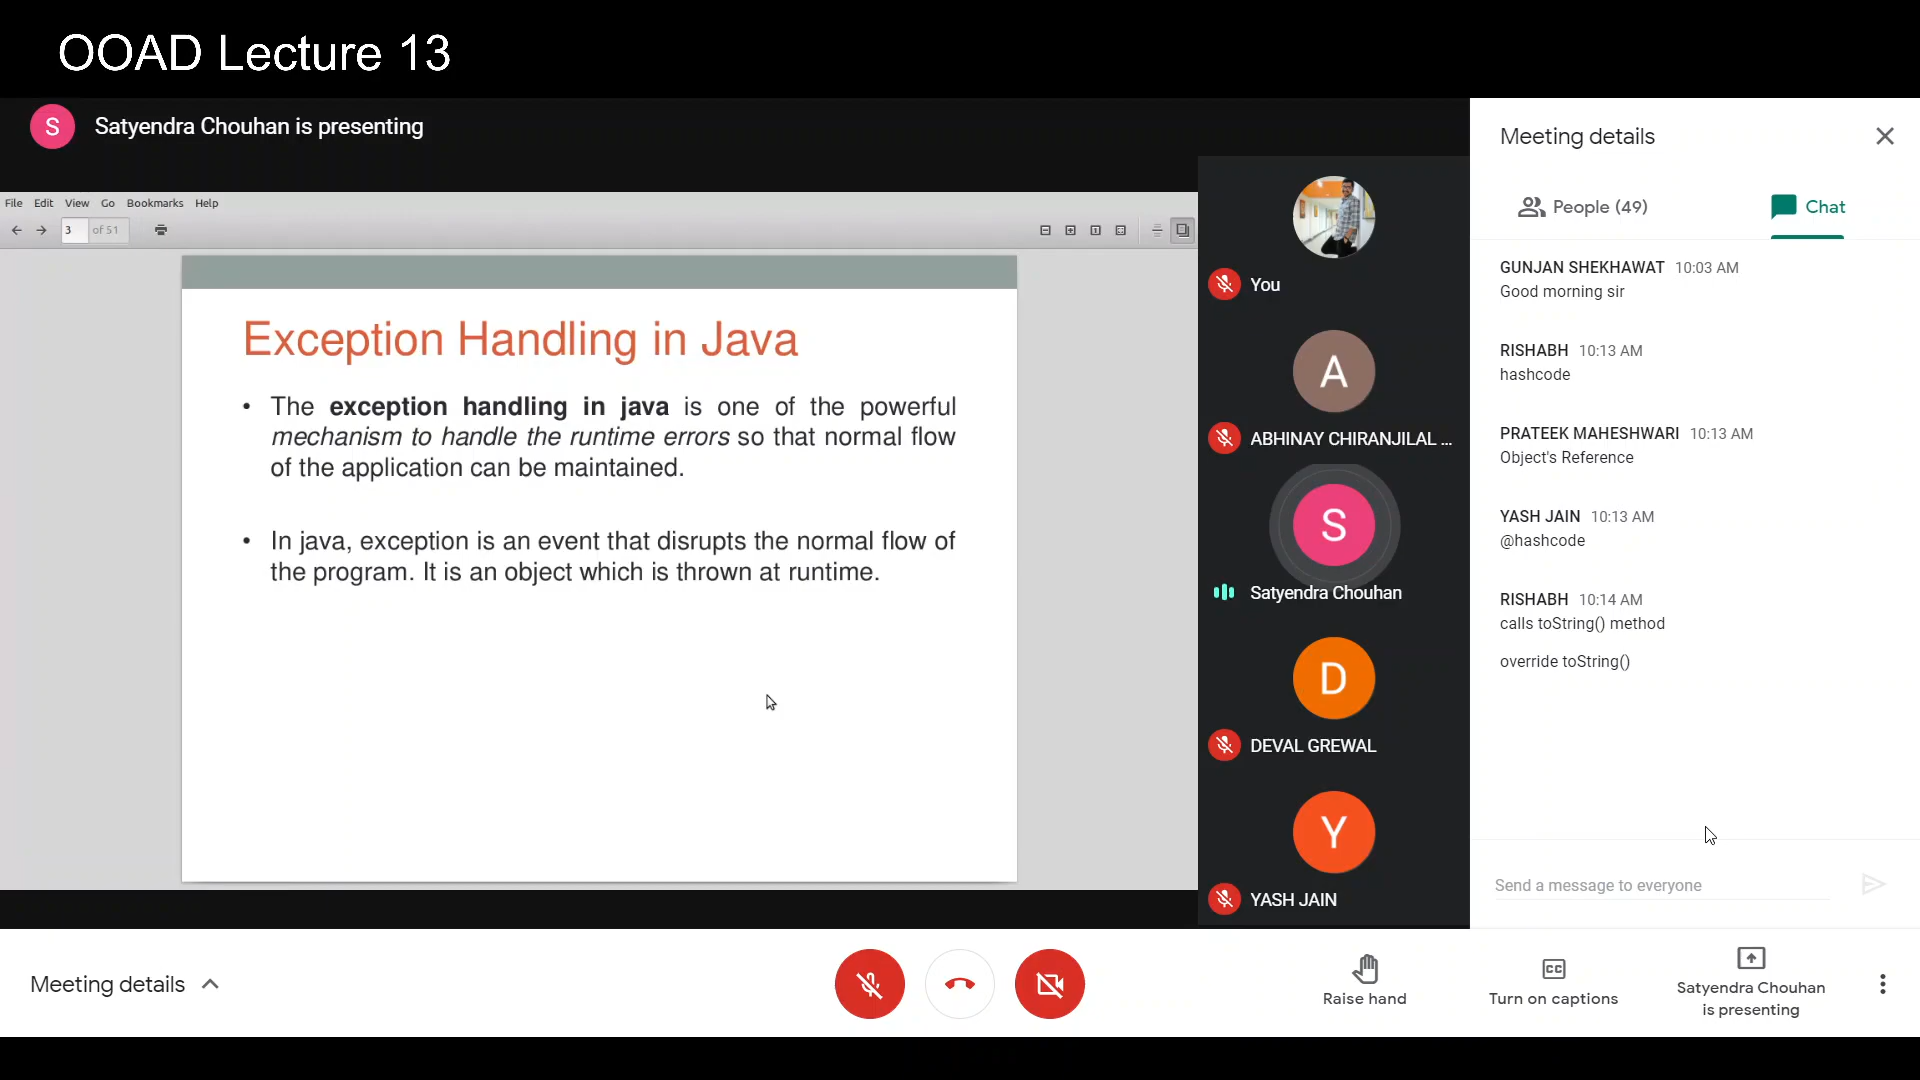 OOAD Lecture 13
S
Satyendra Chouhan is presenting
File Edit View Go Bookmarks Help
3 of 51
Exception Handling in Java
• The exception handling in java is one of the powerful
mechanism to handle the runtime errors so that normal flow
of the application can be maintained.
• In java, exception is an event that disrupts the normal flow of
the program. It is an object which is thrown at runtime.
You
A
ABHINAY CHIRANJILAL ...
S
Satyendra Chouhan
D
DEVAL GREWAL
Y
YASH JAIN
Meeting details
People (49)
Chat
GUNJAN SHEKHAWAT 10:03 AM
Good morning sir
RISHABH 10:13 AM
hashcode
PRATEEK MAHESHWARI 10:13 AM
Object's Reference
YASH JAIN 10:13 AM
@hashcode
RISHABH 10:14 AM
calls toString() method
override toString()
Send a message to everyone
Meeting details
Raise hand
CC
Turn on captions
Satyendra Chouhan
is presenting